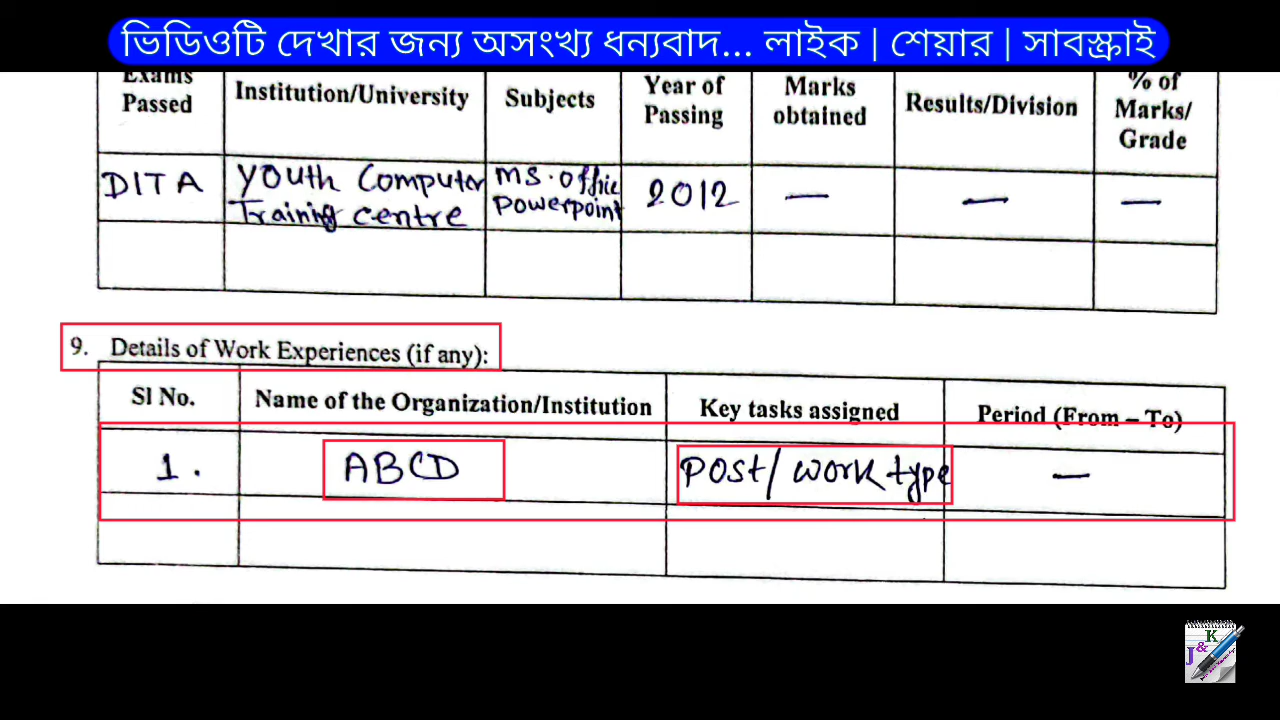 ভিডিওটি দেখার জন্য অসংখ্য ধন্যবাদ... লাইক | শেয়ার | সাবস্ক্রাই
Exams Passed Institution/University Subjects Year of Passing Marks obtained Results/Division % of Marks/ Grade
DITA Youth Computer Training centre MS.office Powerpoint 2012 — — —
9. Details of Work Experiences (if any):
Sl No. Name of the Organization/Institution Key tasks assigned Period (From – To)
1. ABCD Post/work type —
J&K